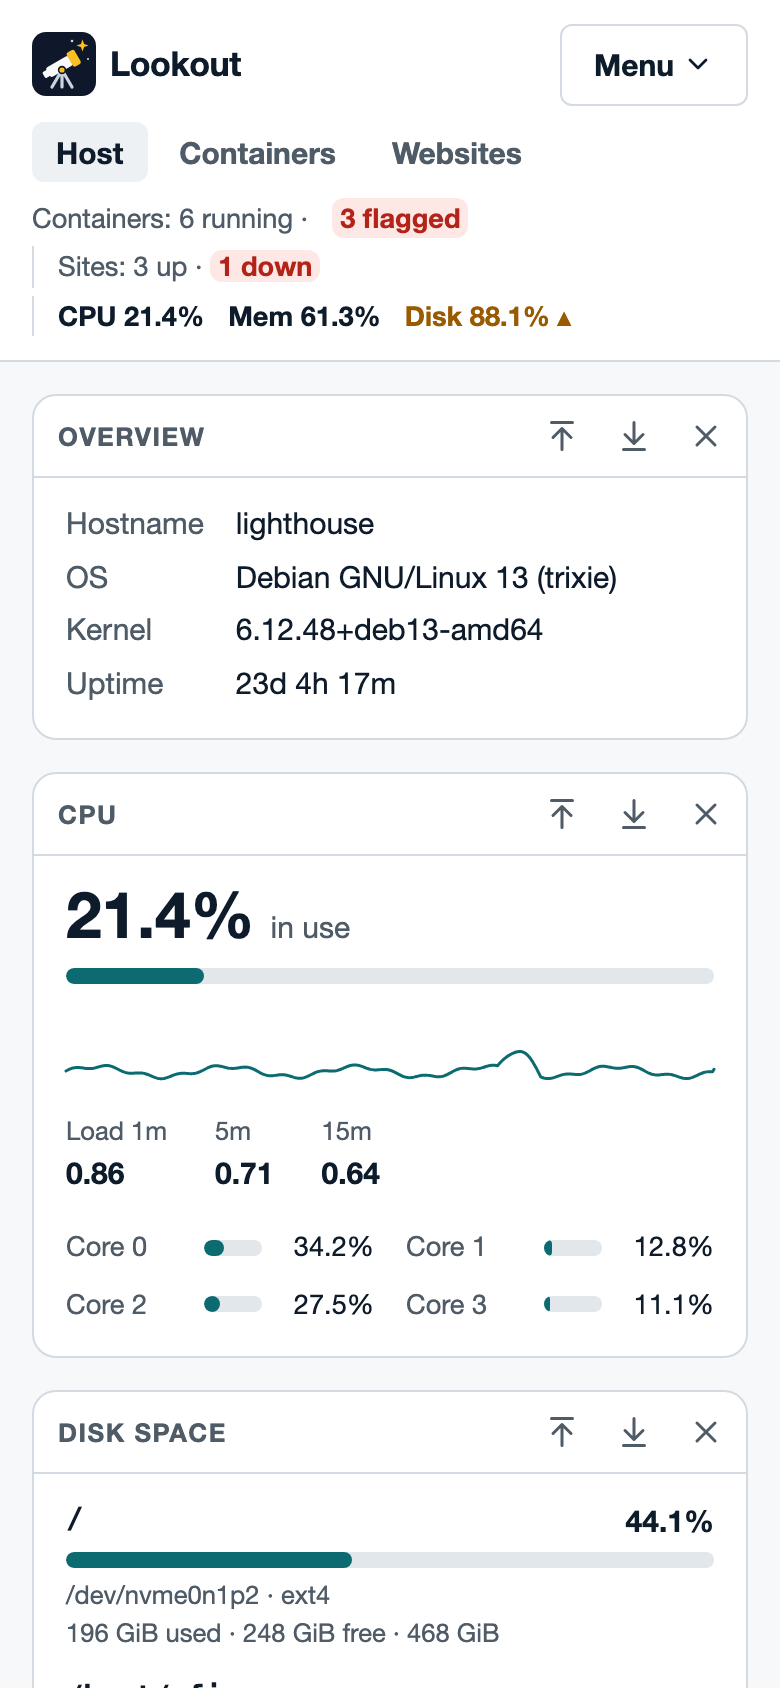 Lookout
Menu
Host Containers Websites
Containers: 6 running · 3 flagged
Sites: 3 up · 1 down
CPU 21.4% Mem 61.3% Disk 88.1% ▲
OVERVIEW
Hostname lighthouse
OS Debian GNU/Linux 13 (trixie)
Kernel 6.12.48+deb13-amd64
Uptime 23d 4h 17m
CPU
21.4% in use
Load 1m 5m 15m
0.86 0.71 0.64
Core 0 34.2% Core 1 12.8%
Core 2 27.5% Core 3 11.1%
DISK SPACE
/ 44.1%
/dev/nvme0n1p2 · ext4
196 GiB used · 248 GiB free · 468 GiB